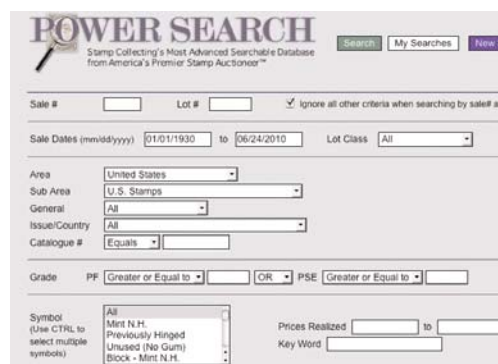 POWER SEARCH
Stamp Collecting's Most Advanced Searchable Database
from America's Premier Stamp Auctioneer™
Search My Searches New
Sale # Lot # Ignore all other criteria when searching by sale# a
Sale Dates (mm/dd/yyyy) 01/01/1930 to 06/24/2010 Lot Class All
Area United States
Sub Area U.S. Stamps
General All
Issue/Country All
Catalogue # Equals
Grade PF Greater or Equal to OR PSE Greater or Equal to
Symbol
(Use CTRL to
select multiple
symbols)
All
Mint N.H.
Previously Hinged
Unused (No Gum)
Block - Mint N.H.
Prices Realized to
Key Word